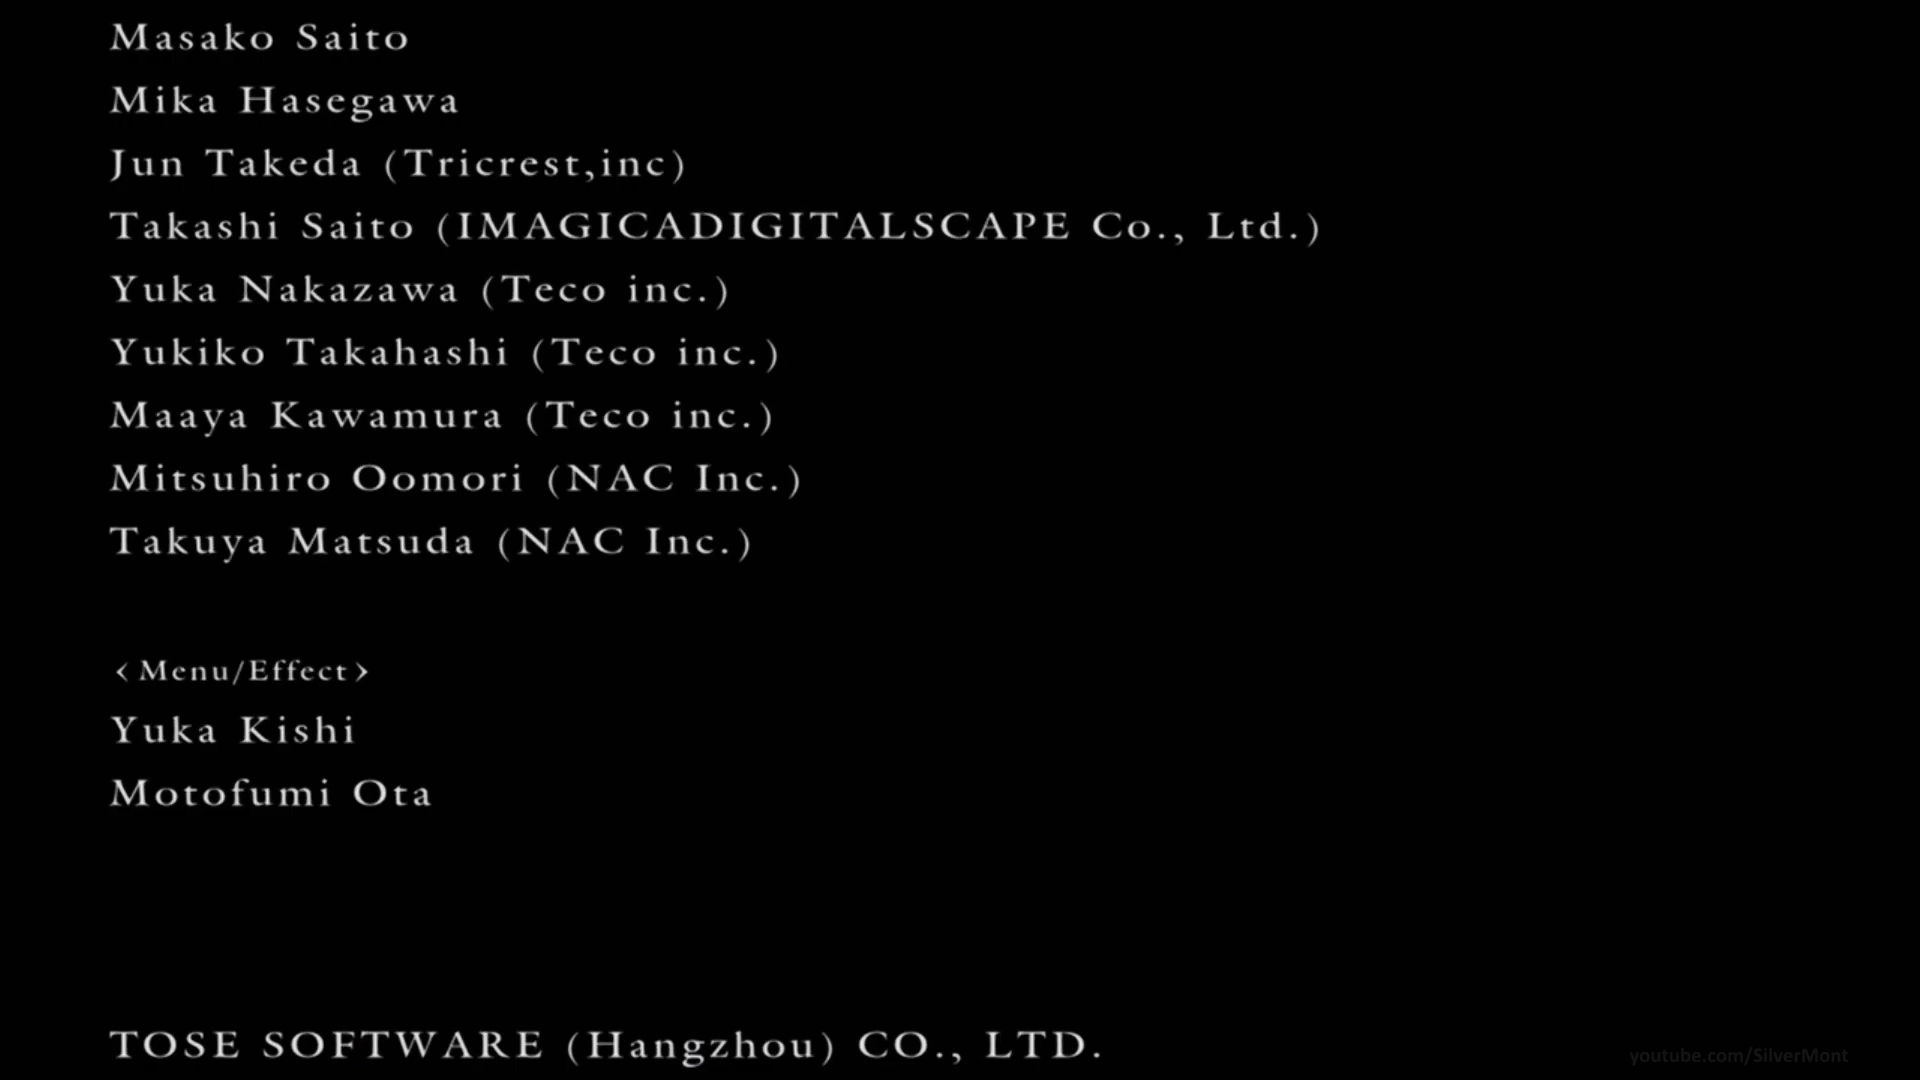 Masako Saito
Mika Hasegawa
Jun Takeda (Tricrest,inc)
Takashi Saito (IMAGICADIGITALSCAPE Co., Ltd.)
Yuka Nakazawa (Teco inc.)
Yukiko Takahashi (Teco inc.)
Maaya Kawamura (Teco inc.)
Mitsuhiro Oomori (NAC Inc.)
Takuya Matsuda (NAC Inc.)
<Menu/Effect>
Yuka Kishi
Motofumi Ota
TOSE SOFTWARE (Hangzhou) CO., LTD.
youtube.com/SilverMont